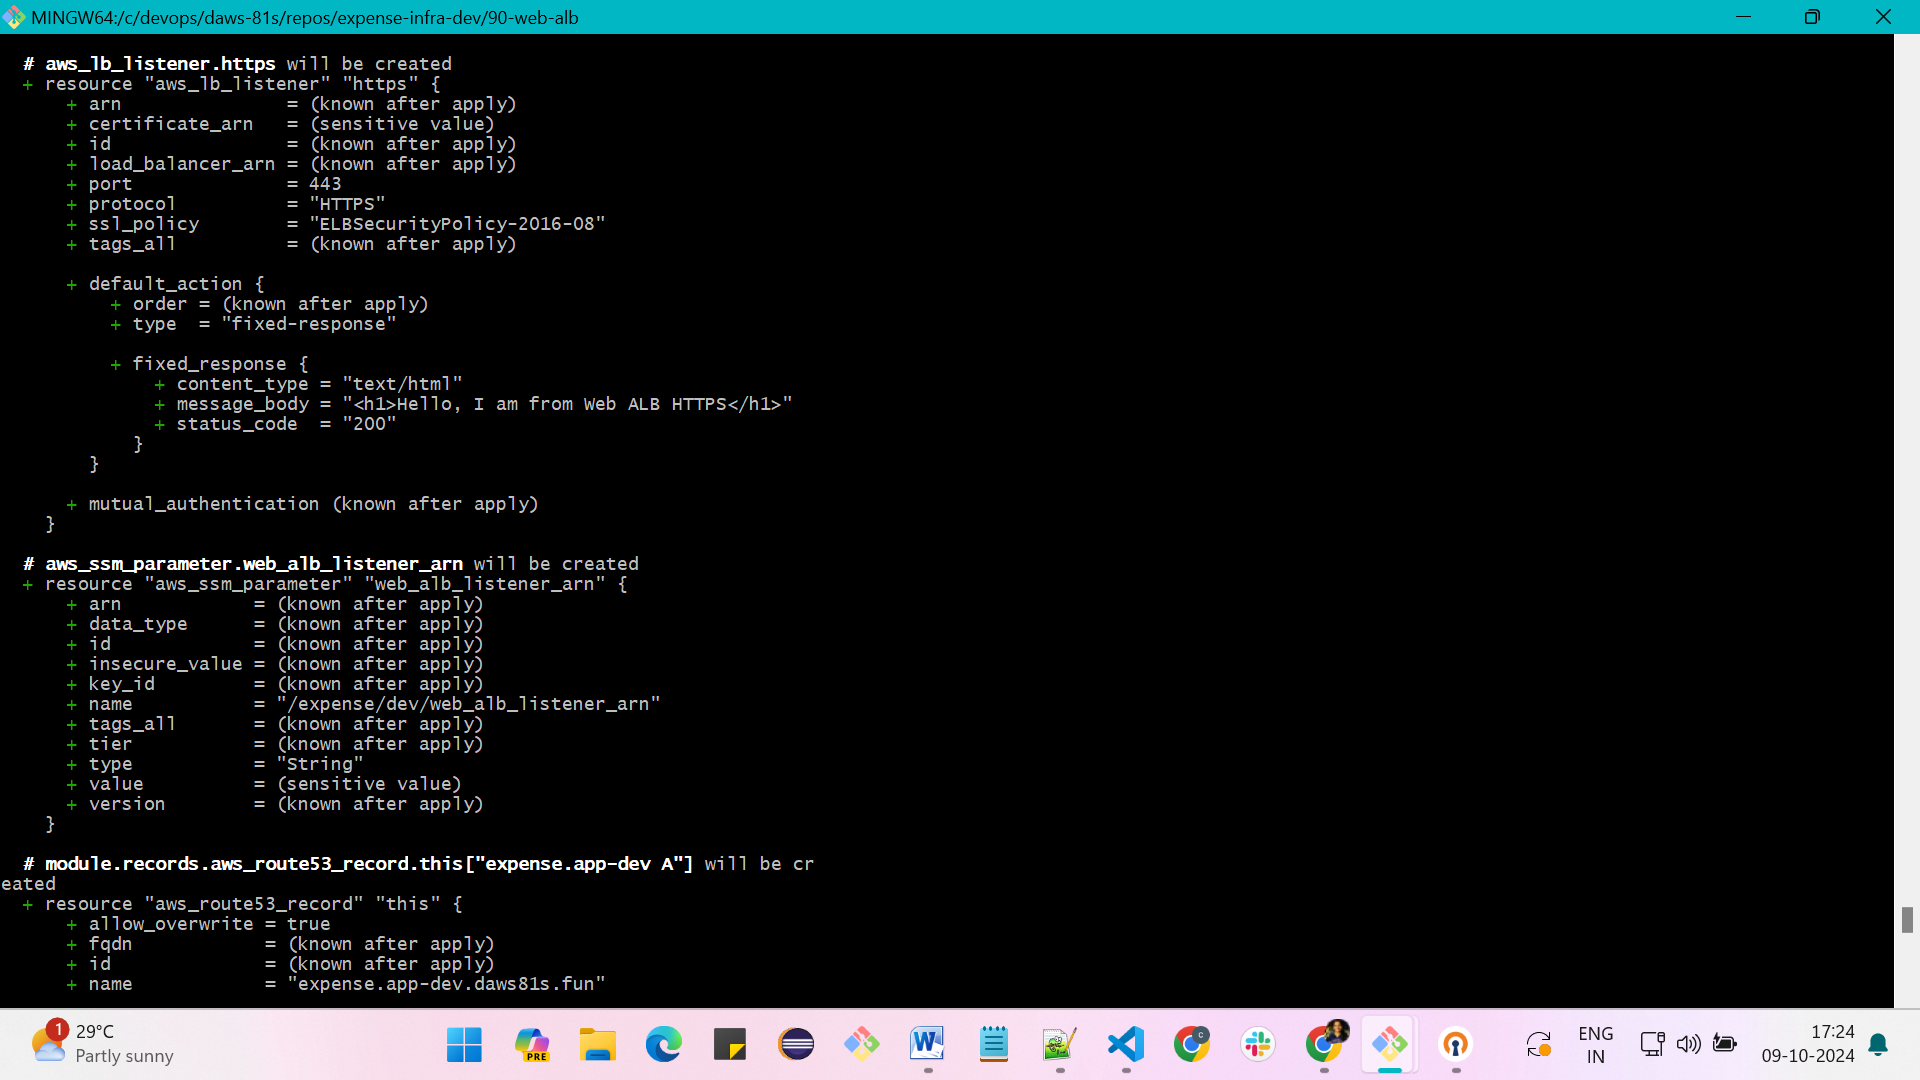 MINGW64:/c/devops/daws-81s/repos/expense-infra-dev/90-web-alb
# aws_lb_listener.https will be created
+ resource "aws_lb_listener" "https" {
+ arn = (known after apply)
+ certificate_arn = (sensitive value)
+ id = (known after apply)
+ load_balancer_arn = (known after apply)
+ port = 443
+ protocol = "HTTPS"
+ ssl_policy = "ELBSecurityPolicy-2016-08"
+ tags_all = (known after apply)
+ default_action {
+ order = (known after apply)
+ type = "fixed-response"
+ fixed_response {
+ content_type = "text/html"
+ message_body = "<h1>Hello, I am from Web ALB HTTPS</h1>"
+ status_code = "200"
}
}
+ mutual_authentication (known after apply)
}
# aws_ssm_parameter.web_alb_listener_arn will be created
+ resource "aws_ssm_parameter" "web_alb_listener_arn" {
+ arn = (known after apply)
+ data_type = (known after apply)
+ id = (known after apply)
+ insecure_value = (known after apply)
+ key_id = (known after apply)
+ name = "/expense/dev/web_alb_listener_arn"
+ tags_all = (known after apply)
+ tier = (known after apply)
+ type = "String"
+ value = (sensitive value)
+ version = (known after apply)
}
# module.records.aws_route53_record.this["expense.app-dev A"] will be cr
eated
+ resource "aws_route53_record" "this" {
+ allow_overwrite = true
+ fqdn = (known after apply)
+ id = (known after apply)
+ name = "expense.app-dev.daws81s.fun"
1
29°C
Partly sunny
PRE
W
C
ENG
IN
17:24
09-10-2024